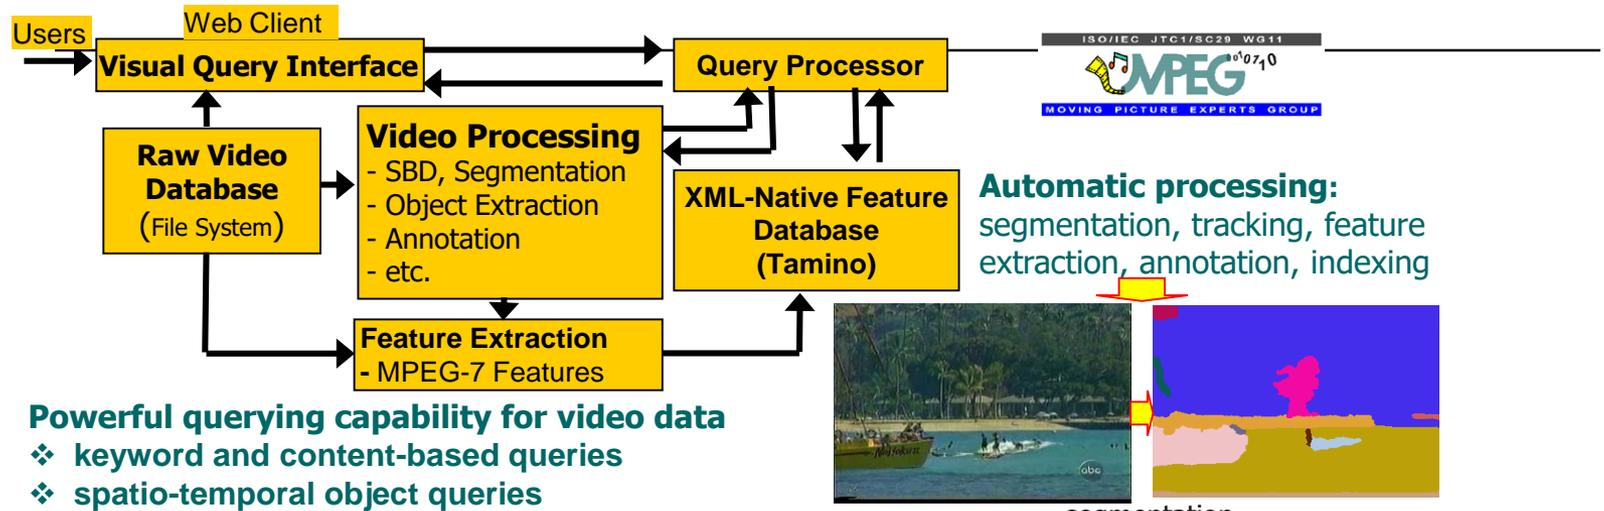 Users
Web Client
Visual Query Interface
Query Processor
ISO/IEC JTC1/SC29 WG11
MPEG
MOVING PICTURE EXPERTS GROUP
Raw Video
Database
(File System)
Video Processing
- SBD, Segmentation
- Object Extraction
- Annotation
- etc.
XML-Native Feature
Database
(Tamino)
Automatic processing:
segmentation, tracking, feature
extraction, annotation, indexing
Feature Extraction
- MPEG-7 Features
Powerful querying capability for video data
❖ keyword and content-based queries
❖ spatio-temporal object queries
abc
segmentation